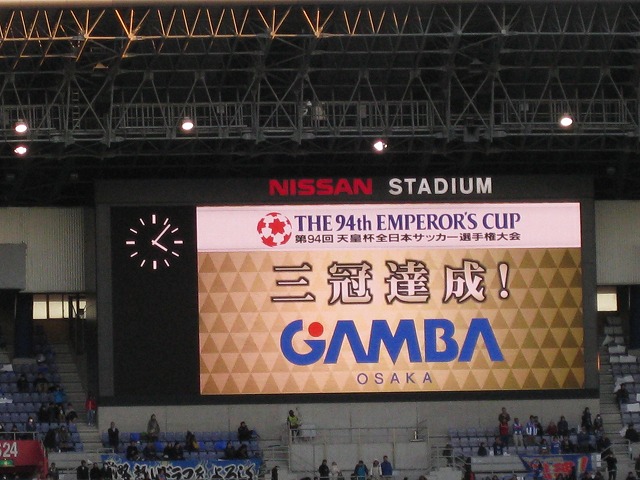 NISSAN STADIUM
THE 94th EMPEROR'S CUP
第94回 天皇杯全日本サッカー選手権大会
三冠達成!
GAMBA
OSAKA
S24